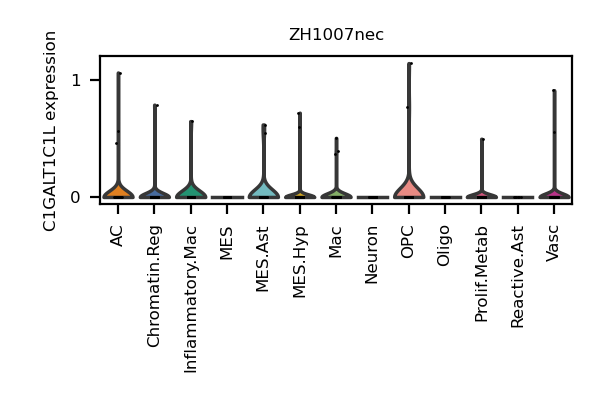 ZH1007nec
C1GALT1C1L expression
1
0
AC
Chromatin.Reg
Inflammatory.Mac
MES
MES.Ast
MES.Hyp
Mac
Neuron
OPC
Oligo
Prolif.Metab
Reactive.Ast
Vasc